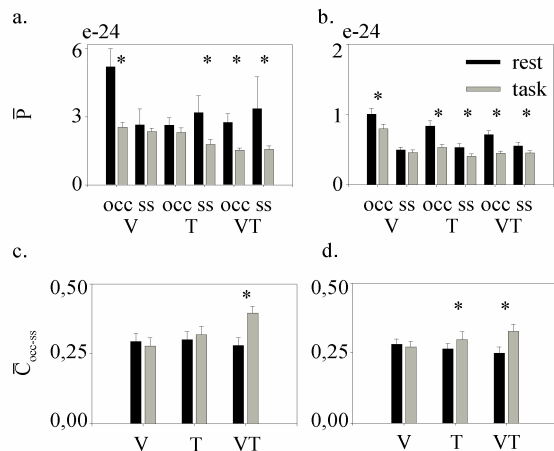 a.
b.
e-24
e-24
P̅
6
3
0
*
*
*
*
2
1
0
*
*
*
*
*
rest
task
occ ss occ ss occ ss
V T VT
occ ss occ ss occ ss
V T VT
c.
d.
C̅occ-ss
0,50
0,25
0,00
*
V T VT
0,50
0,25
0,00
*
*
V T VT